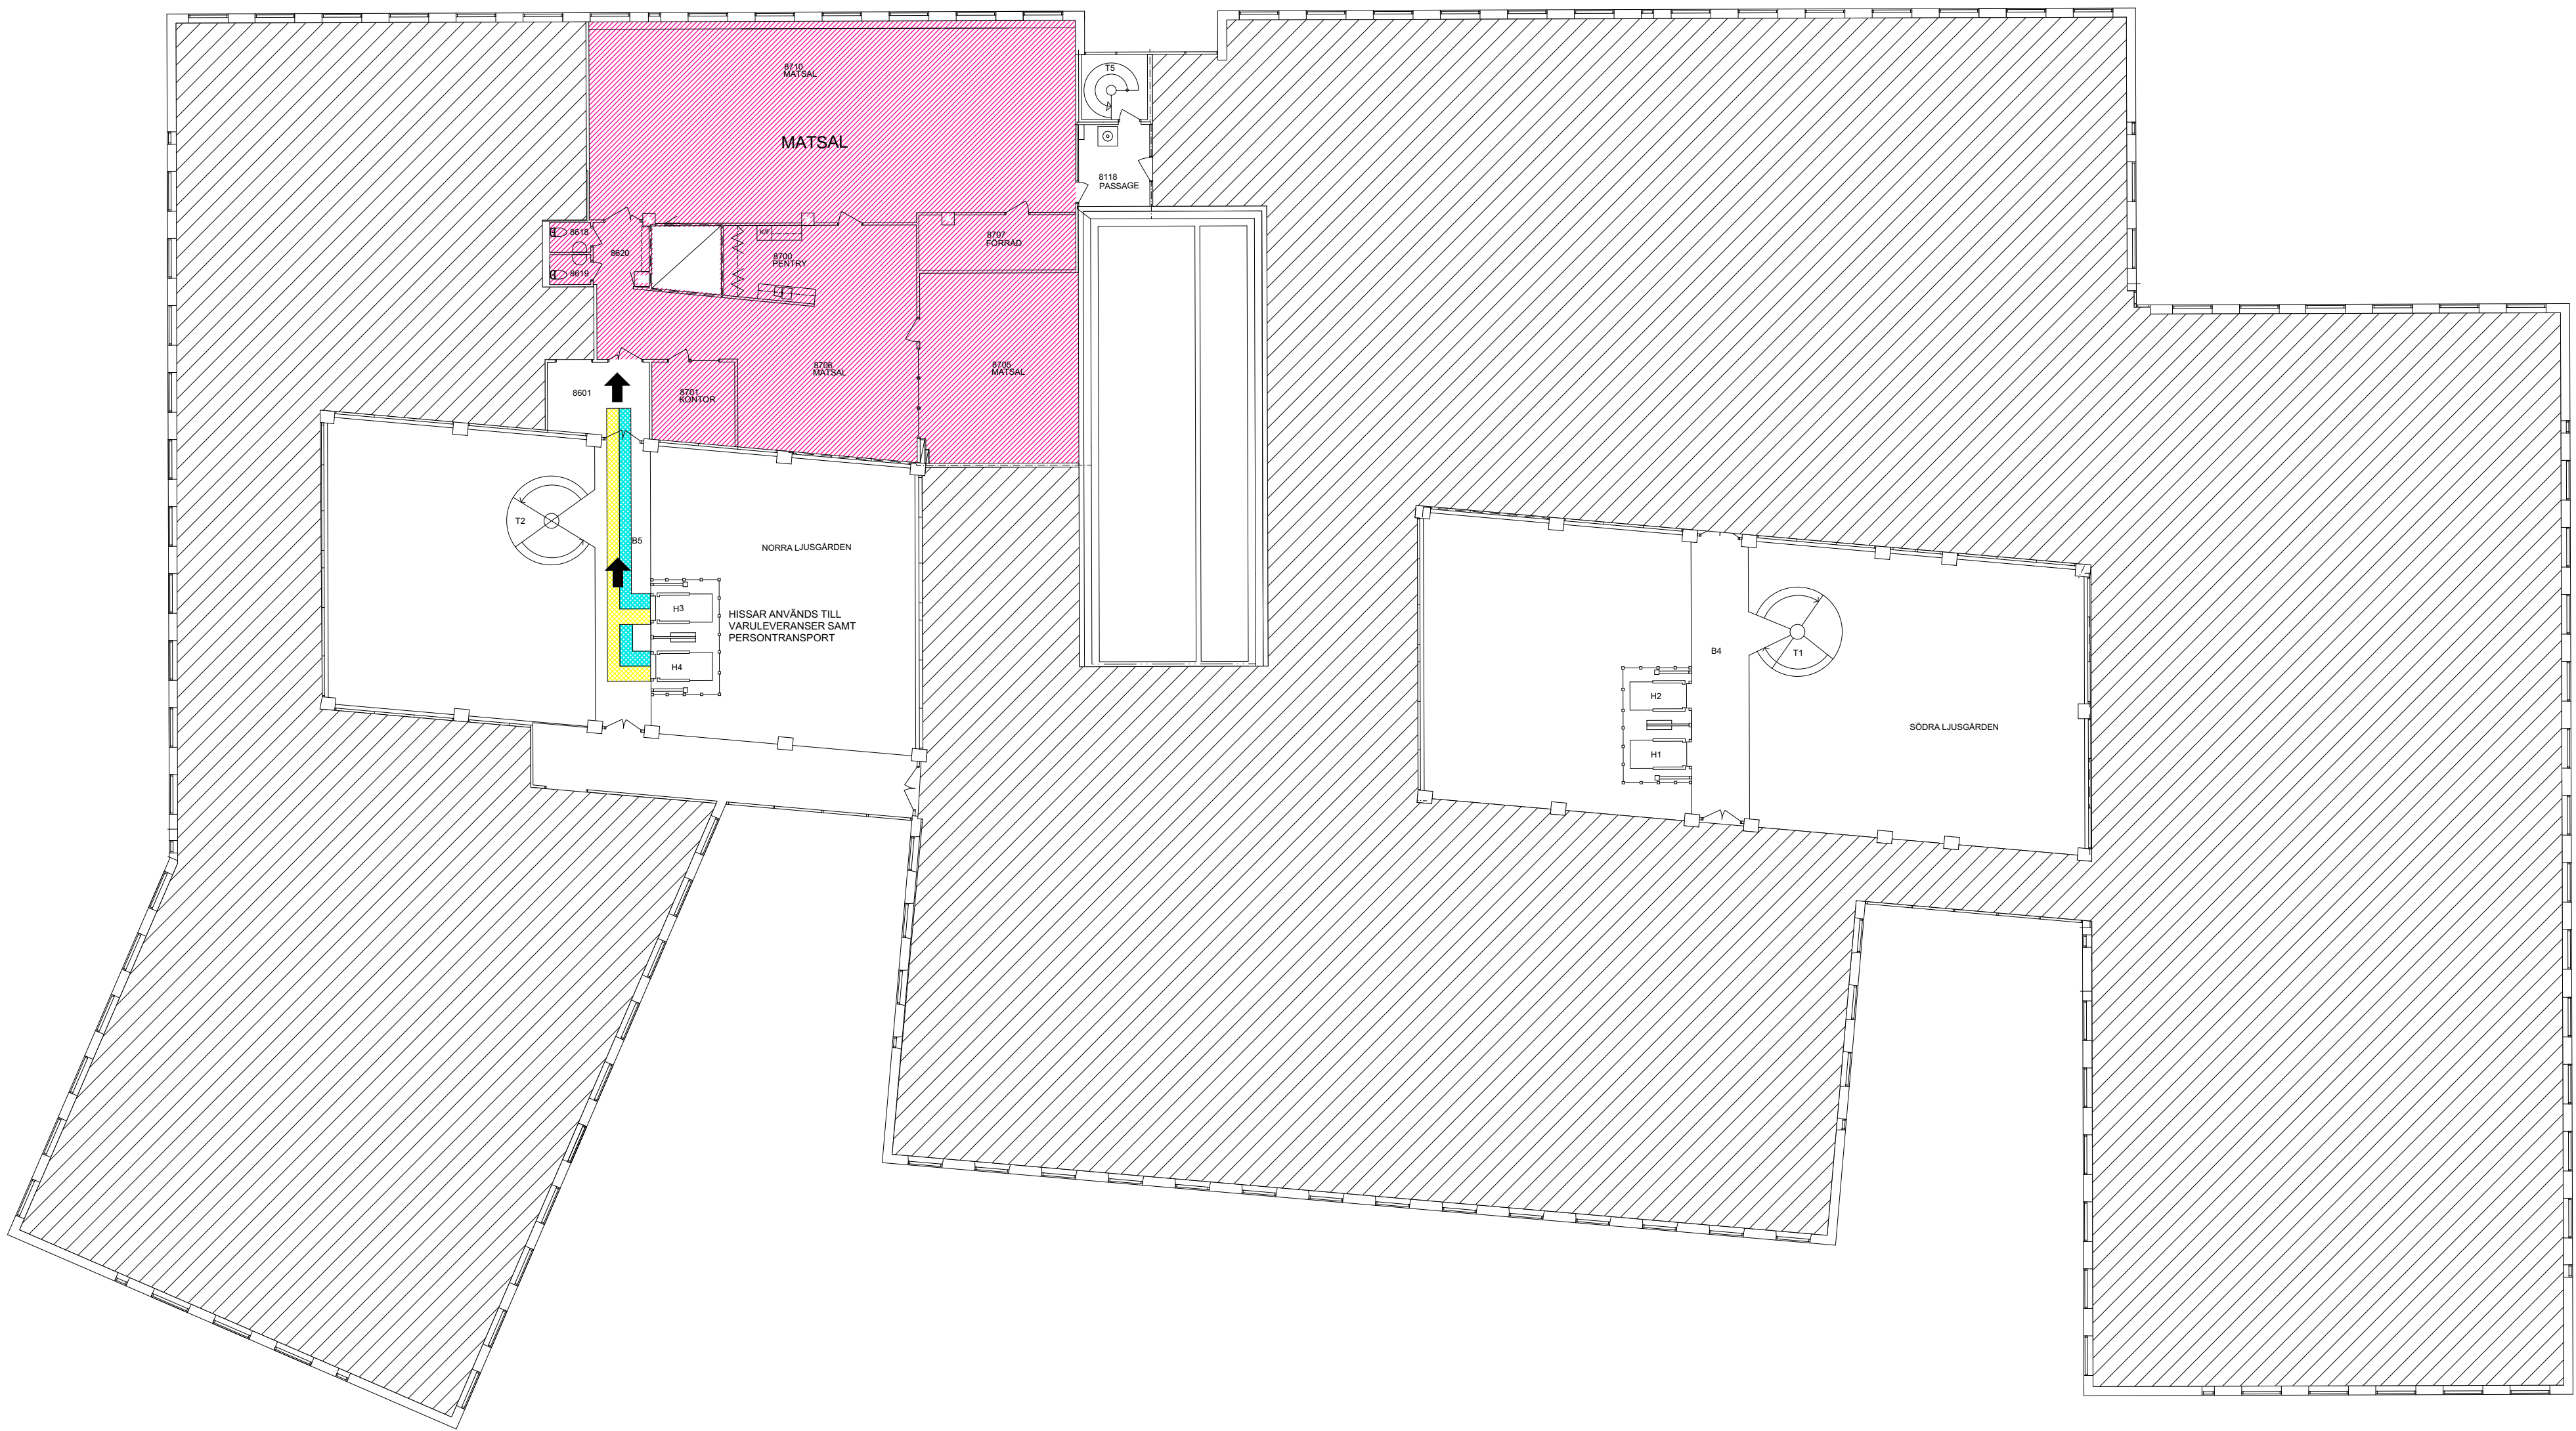 8710
MATSAL
T5
MATSAL
8118
PASSAGE
8618
8620
8619
K/F
8700
PENTRY
8707
FÖRRÅD
8601
8701
KONTOR
8706
MATSAL
8705
MATSAL
T2
B5
NORRA LJUSGÅRDEN
H3
HISSAR ANVÄNDS TILL
VARULEVERANSER SAMT
PERSONTRANSPORT
H4
B4
T1
H2
H1
SÖDRA LJUSGÅRDEN